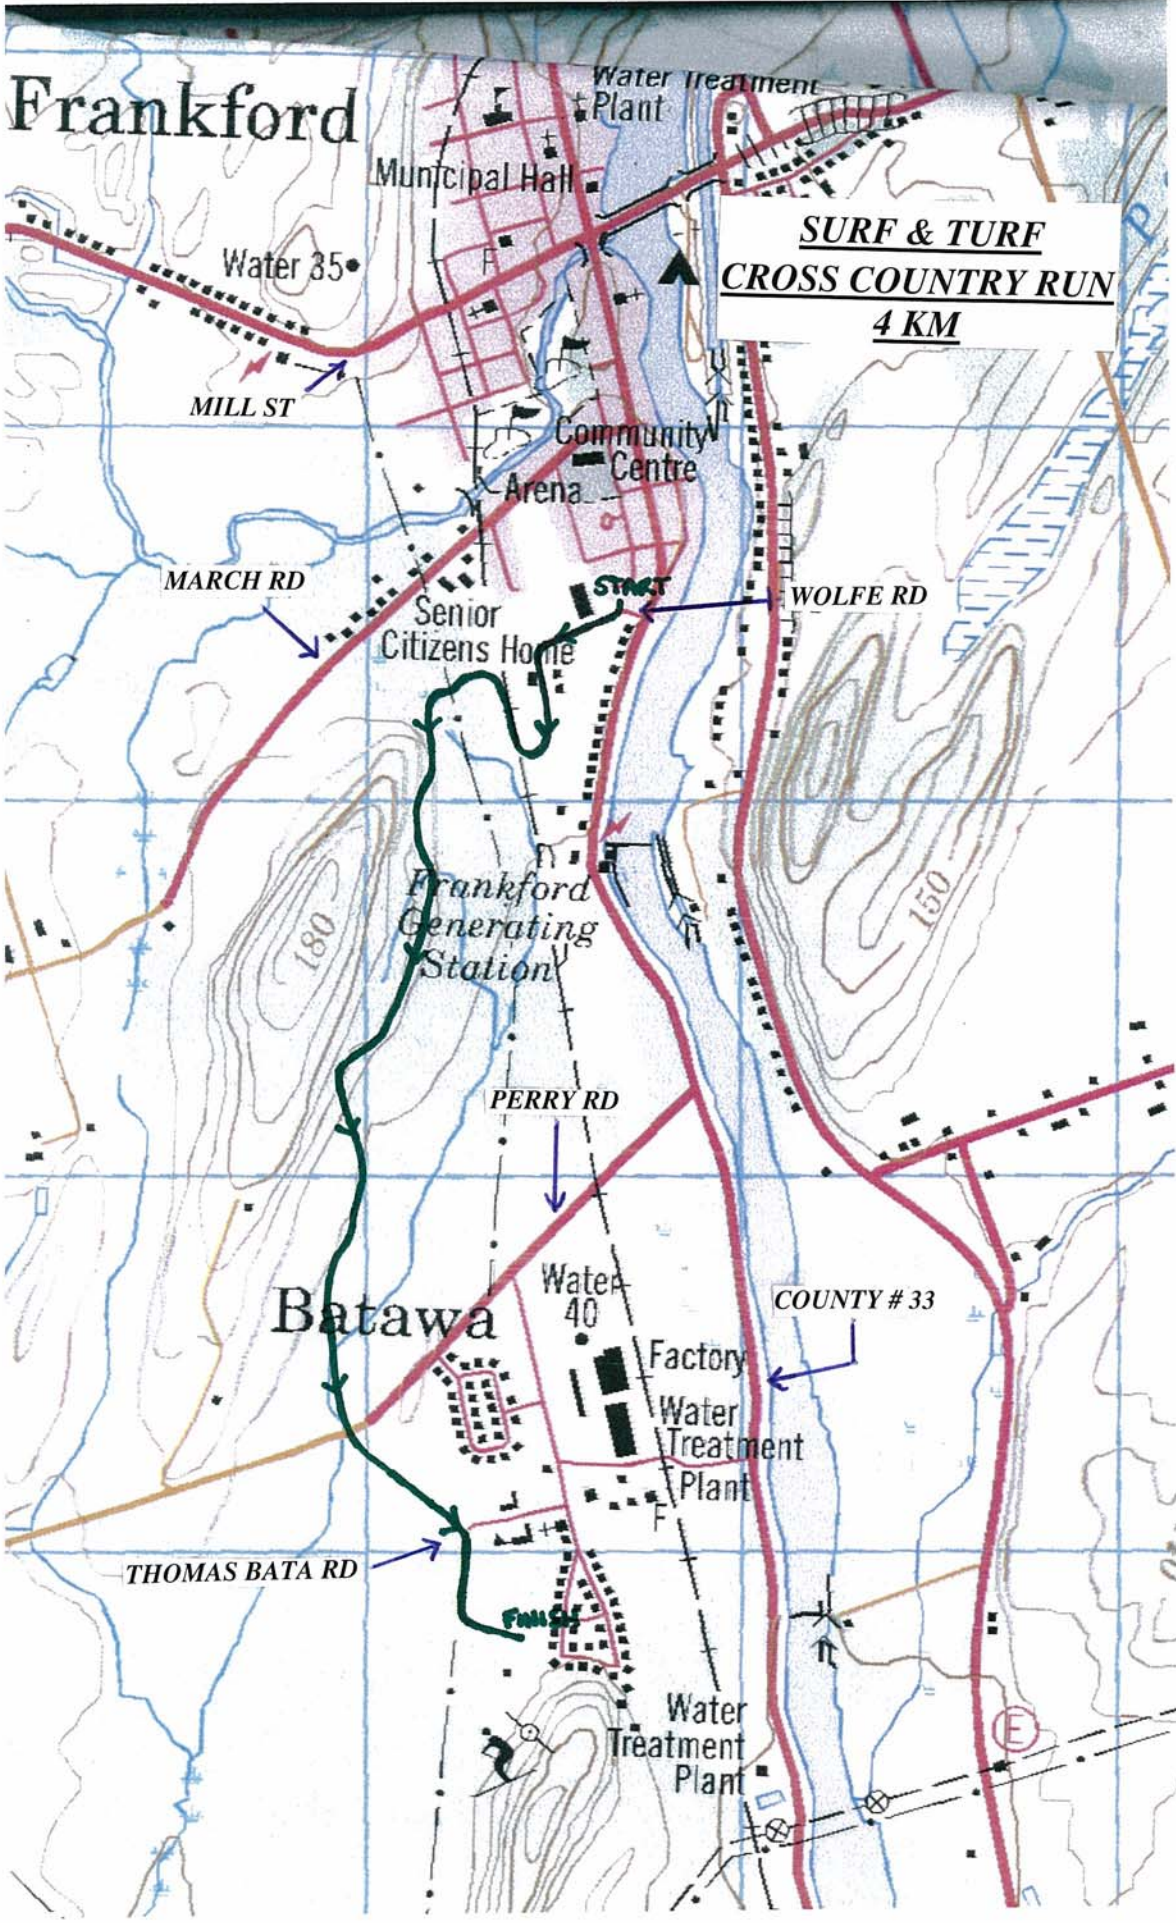 Frankford
Water Treatment
Plant
Municipal Hall
SURF & TURF
CROSS COUNTRY RUN
4 KM
Water 35
F
MILL ST
Community
Centre
Arena
MARCH RD
START
WOLFE RD
Senior
Citizens Home
180
150
Frankford
Generating
Station
PERRY RD
Water
40
Batawa
COUNTY # 33
Factory
Water
Treatment
Plant
F
THOMAS BATA RD
FINISH
Water
Treatment
Plant
E